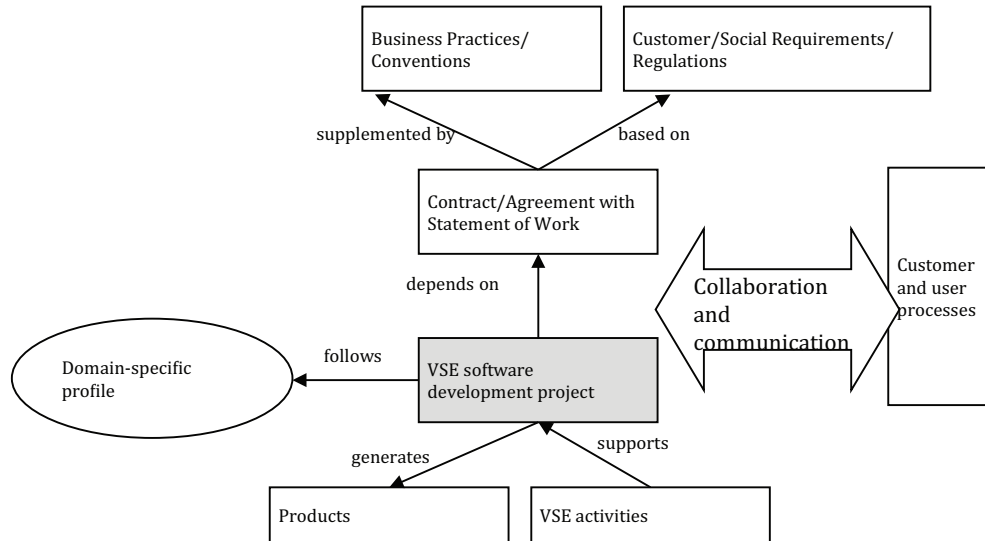 Business Practices/
Conventions
Customer/Social Requirements/
Regulations
supplemented by
based on
Contract/Agreement with
Statement of Work
depends on
Collaboration
and
communication
Customer
and user
processes
follows
Domain-specific
profile
VSE software
development project
generates
supports
Products
VSE activities